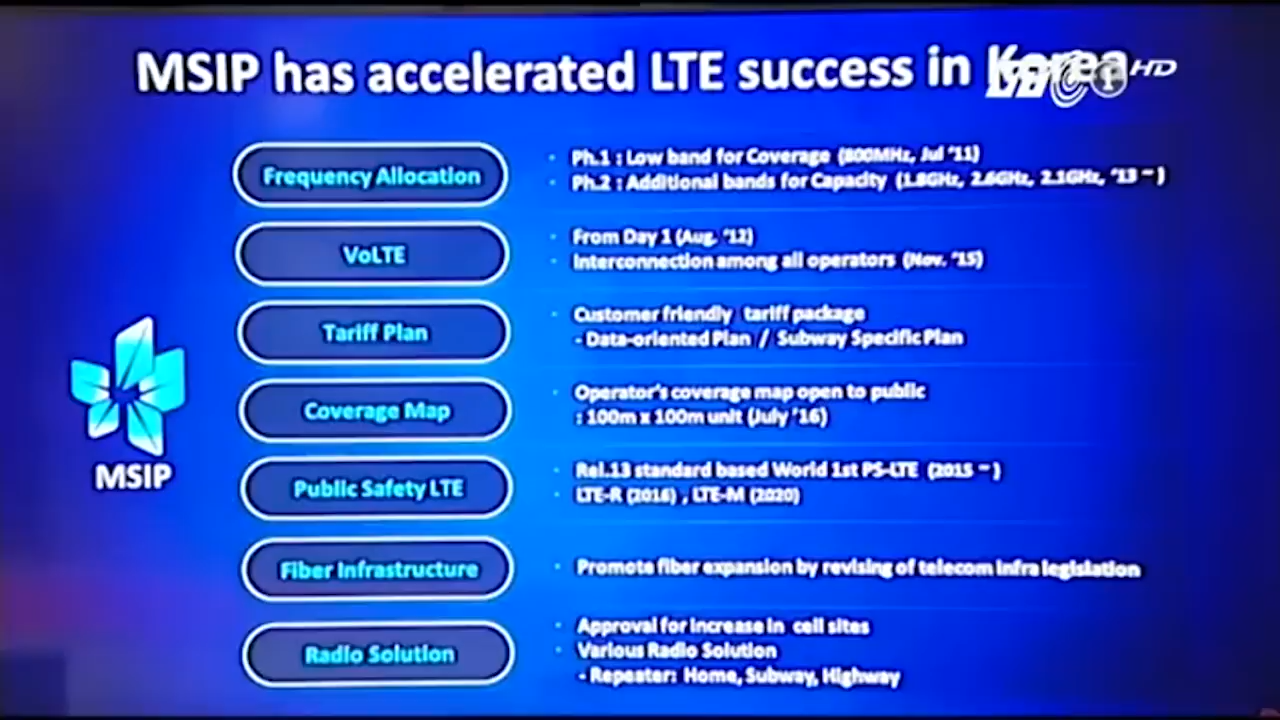 MSIP has accelerated LTE success in Korea
HD
Frequency Allocation
Ph.1 : Low band for Coverage (800MHz, Jul '11)
Ph.2 : Additional bands for Capacity (1.8GHz, 2.6GHz, 2.1GHz, '13 ~ )
VoLTE
From Day 1 (Aug. '12)
Interconnection among all operators (Nov. '15)
Tariff Plan
Customer friendly tariff package
- Data-oriented Plan / Subway Specific Plan
Coverage Map
Operator's coverage map open to public
: 100m x 100m unit (July '16)
MSIP
Public Safety LTE
Rel.13 standard based World 1st PS-LTE (2015 ~ )
LTE-R (2016) , LTE-M (2020)
Fiber Infrastructure
Promote fiber expansion by revising of telecom infra legislation
Radio Solution
Approval for Increase in cell sites
Various Radio Solution
- Repeater: Home, Subway, Highway